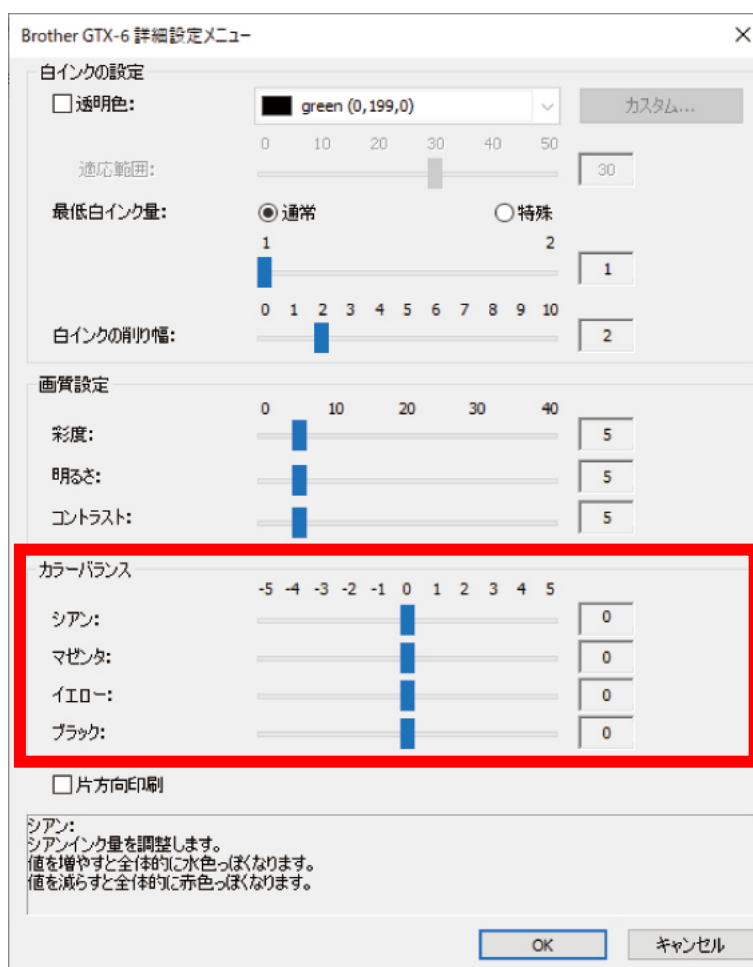 Brother GTX-6 詳細設定メニュー
白インクの設定
透明色: green (0,199,0) カスタム...
0 10 20 30 40 50
適応範囲: 30
最低白インク量: 通常 特殊
1 2
1
0 1 2 3 4 5 6 7 8 9 10
白インクの削り幅: 2
画質設定
0 10 20 30 40
彩度: 5
明るさ: 5
コントラスト: 5
カラーバランス
-5 -4 -3 -2 -1 0 1 2 3 4 5
シアン: 0
マゼンタ: 0
イエロー: 0
ブラック: 0
片方向印刷
シアン:
シアンインク量を調整します。
値を増やすと全体的に水色っぽくなります。
値を減らすと全体的に赤色っぽくなります。
OK キャンセル